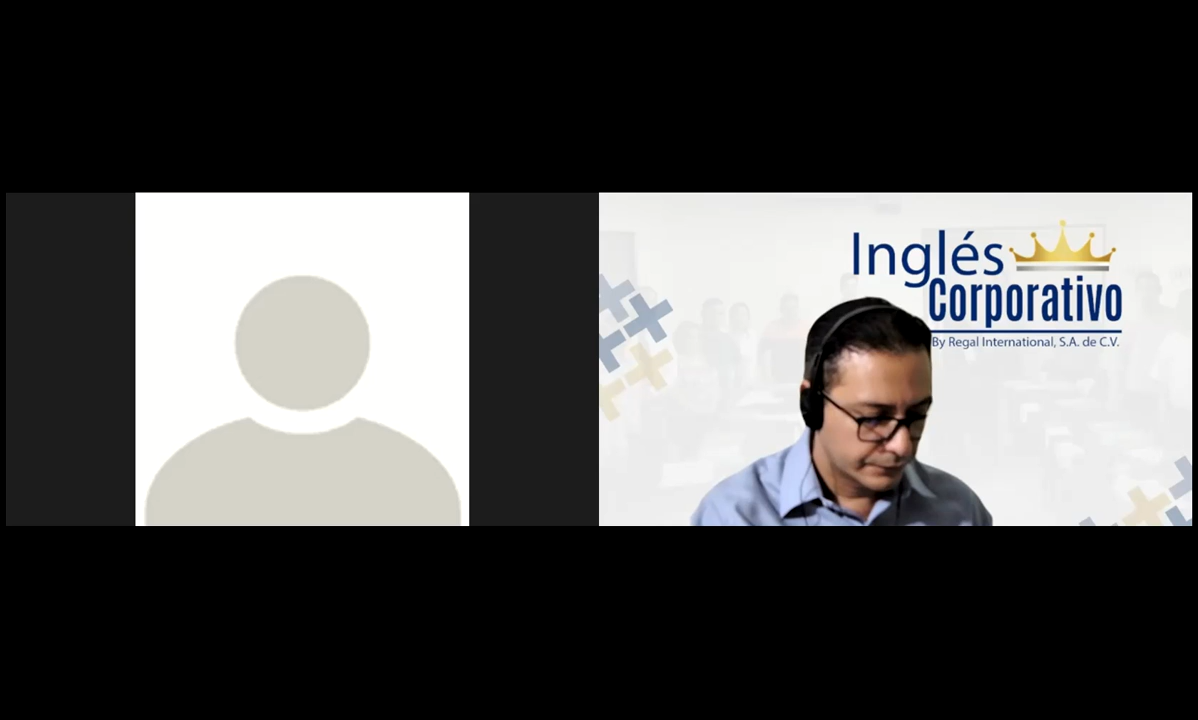 Inglés
Corporativo
By Regal International, S.A. de C.V.